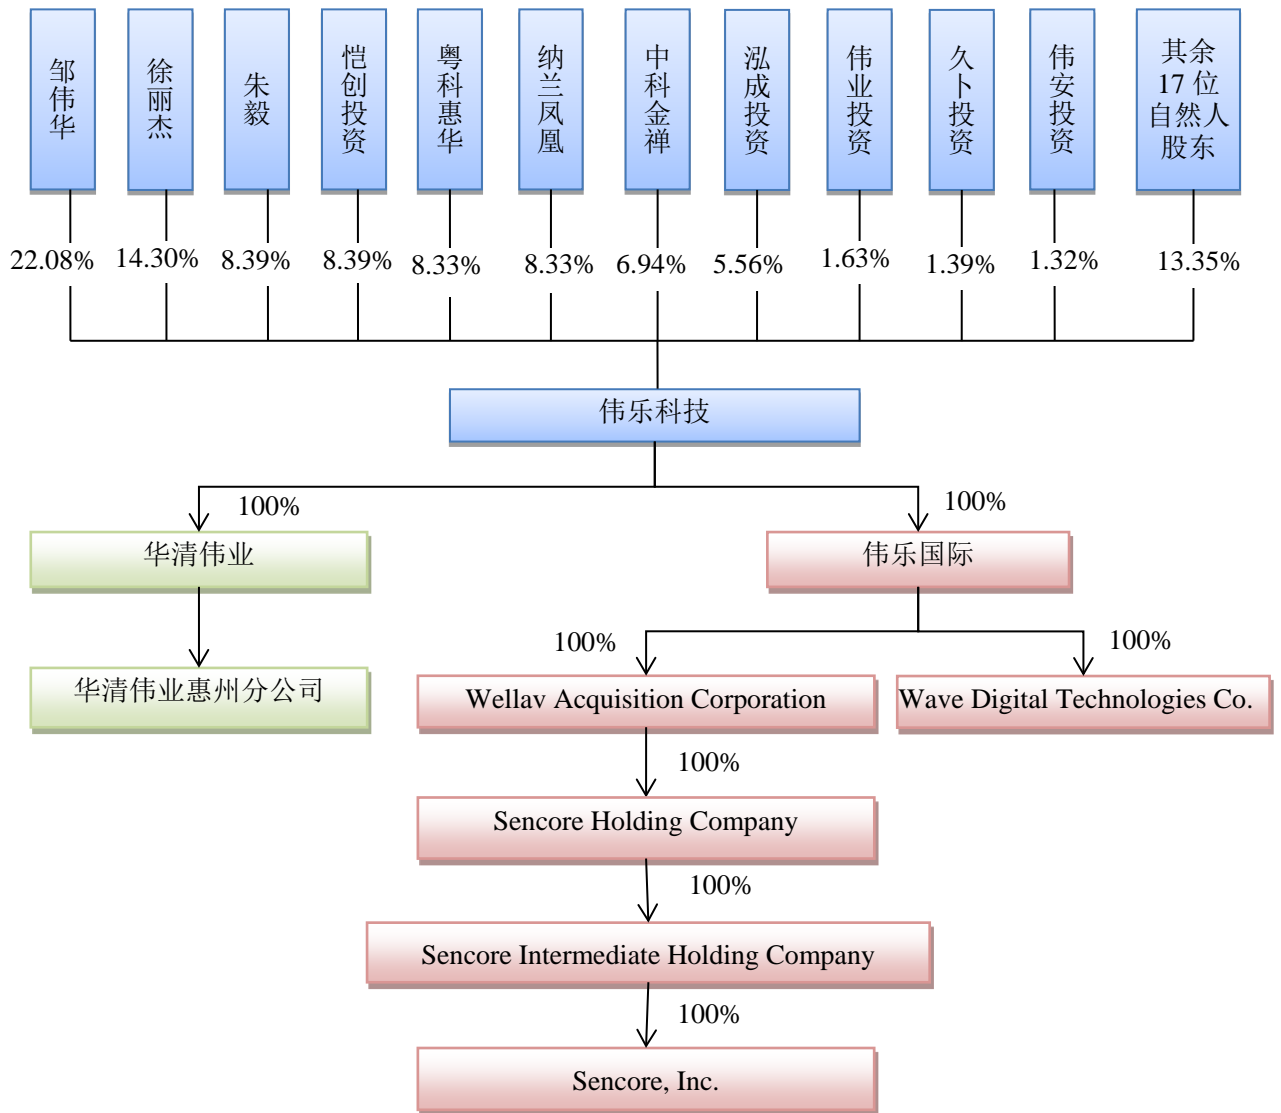 邹伟华
徐丽杰
朱毅
恺创投资
粤科惠华
纳兰凤凰
中科金禅
泓成投资
伟业投资
久卜投资
伟安投资
其余
17 位
自然人
股东
22.08%
14.30%
8.39%
8.39%
8.33%
8.33%
6.94%
5.56%
1.63%
1.39%
1.32%
13.35%
伟乐科技
100%
100%
华清伟业
伟乐国际
100%
100%
华清伟业惠州分公司
Wellav Acquisition Corporation
Wave Digital Technologies Co.
100%
Sencore Holding Company
100%
Sencore Intermediate Holding Company
100%
Sencore, Inc.